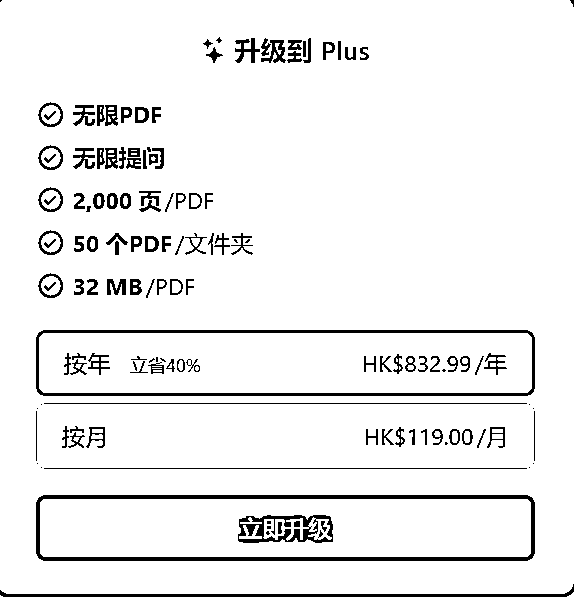 升级到 Plus
无限PDF
无限提问
2,000 页/PDF
50 个PDF/文件夹
32 MB/PDF
按年 立省40% HK$832.99/年
按月 HK$119.00/月
立即升级